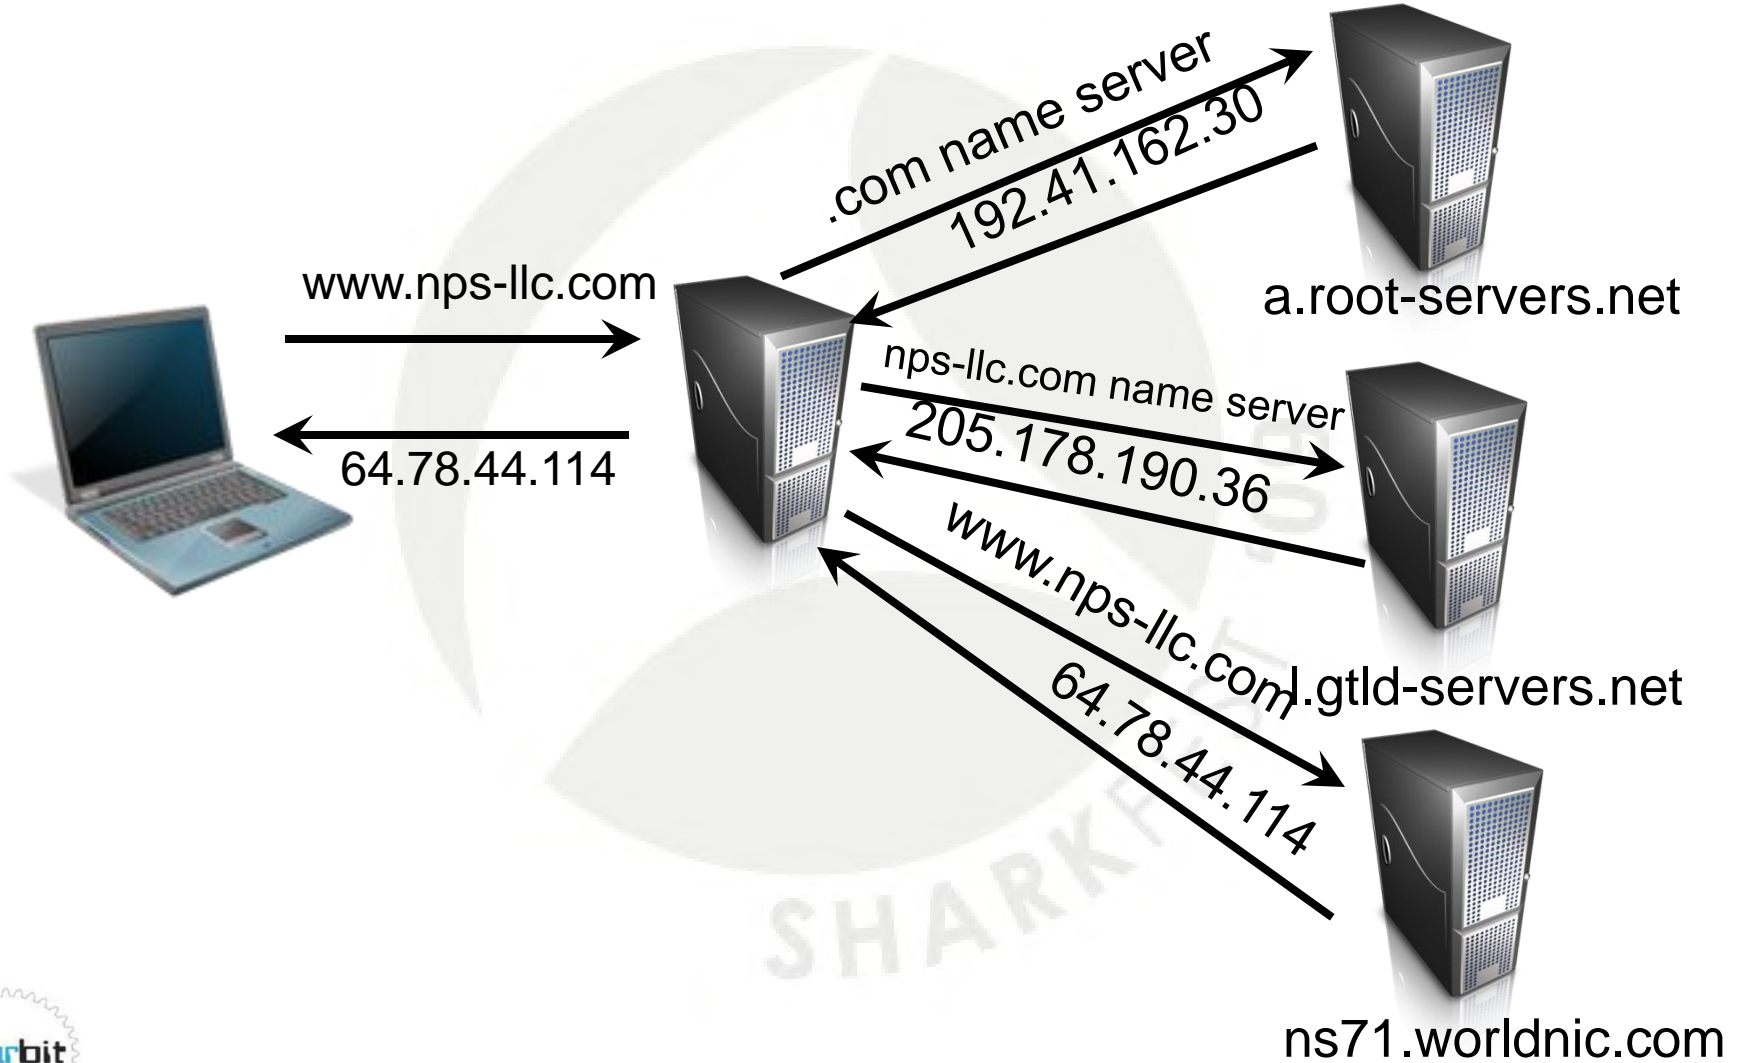 .com name server
192.41.162.30
a.root-servers.net
www.nps-llc.com
64.78.44.114
nps-llc.com name server
205.178.190.36
l.gtld-servers.net
www.nps-llc.com
64.78.44.114
ns71.worldnic.com
SHARKFEST